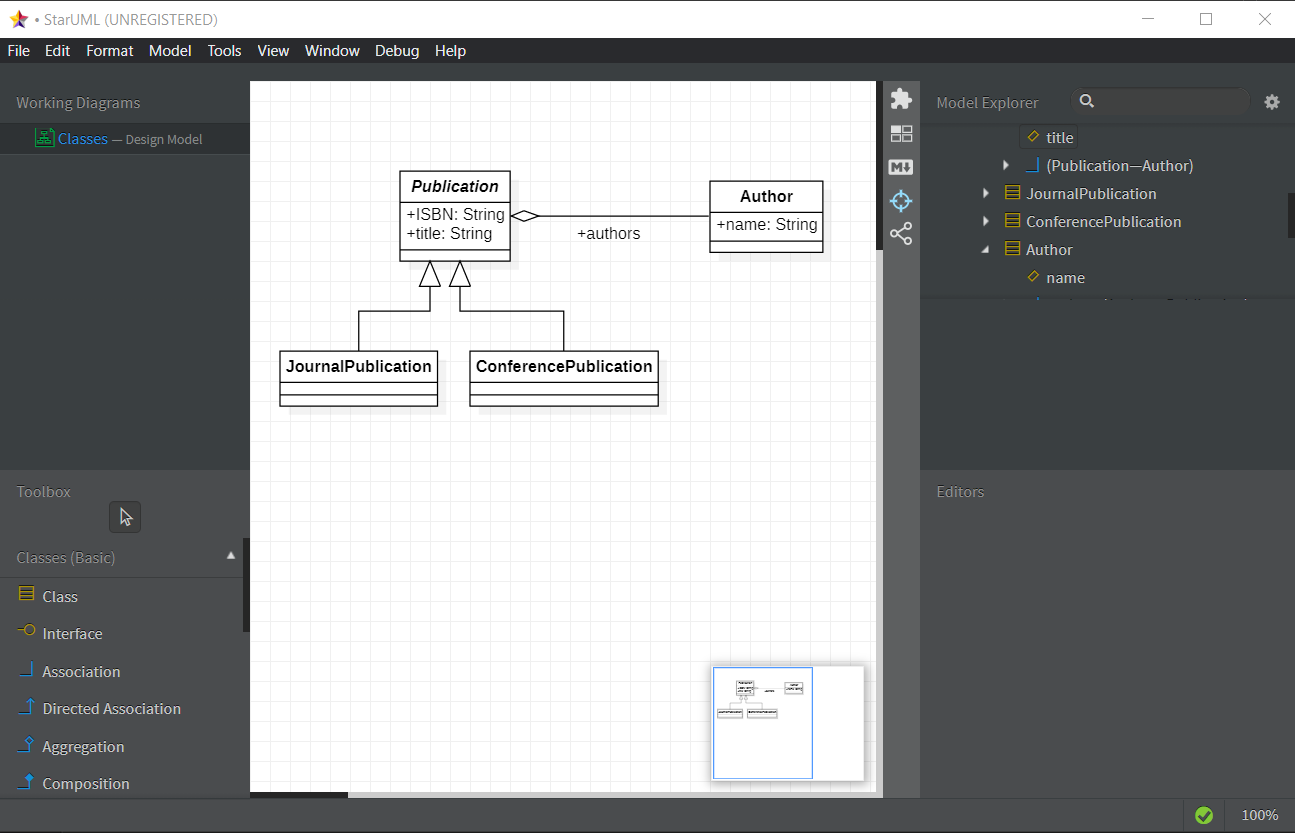 • StarUML (UNREGISTERED)
File Edit Format Model Tools View Window Debug Help
Working Diagrams
Classes — Design Model
Toolbox
Classes (Basic)
Class
Interface
Association
Directed Association
Aggregation
Composition
Publication
+ISBN: String
+title: String
+authors
Author
+name: String
JournalPublication
ConferencePublication
M
Model Explorer
title
(Publication—Author)
JournalPublication
ConferencePublication
Author
name
Editors
100%